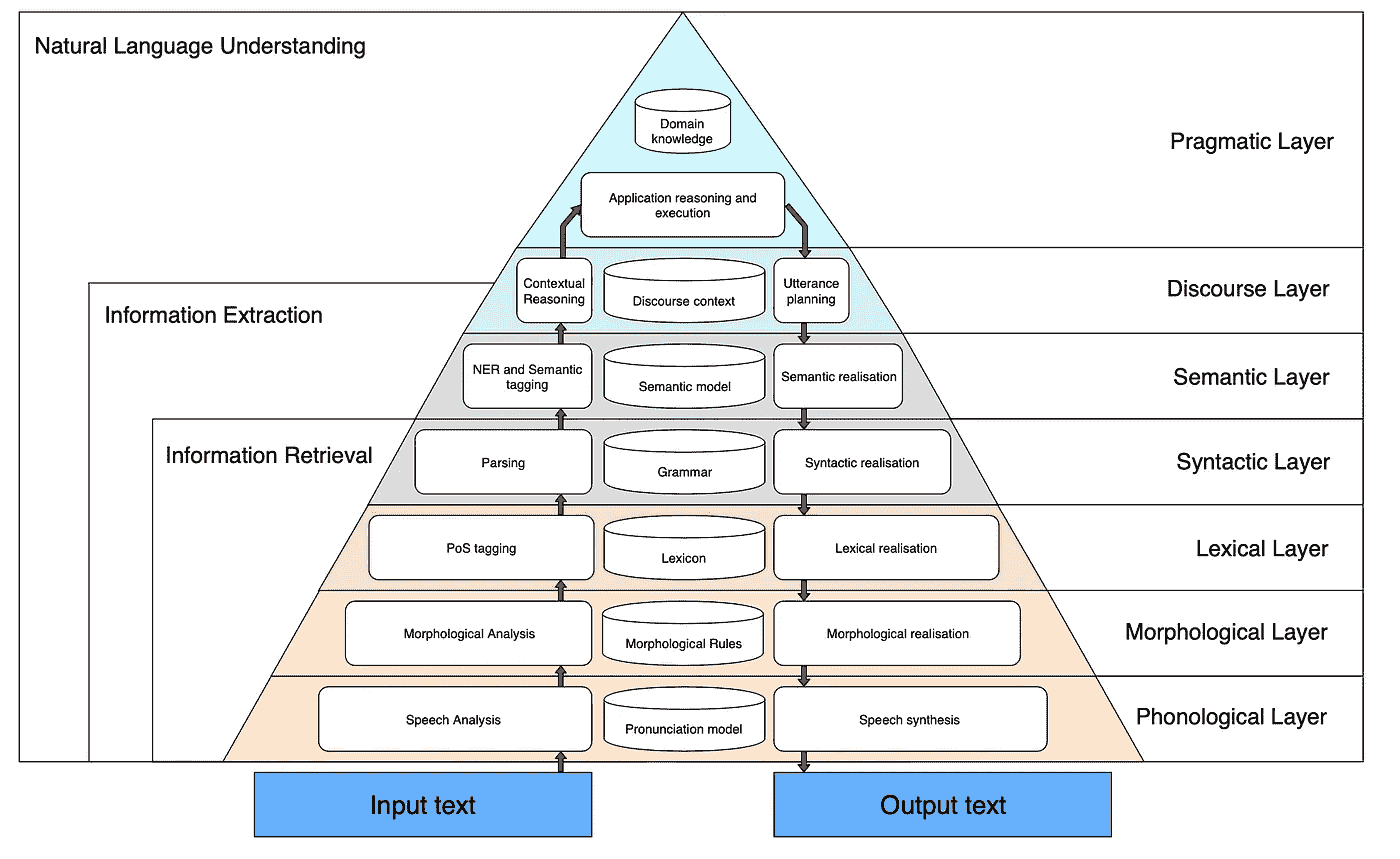 Natural Language Understanding
Domain
knowledge
Pragmatic Layer
Application reasoning and
execution
Contextual
Reasoning
Discourse context
Utterance
planning
Discourse Layer
Information Extraction
NER and Semantic
tagging
Semantic model
Semantic realisation
Semantic Layer
Information Retrieval
Parsing
Grammar
Syntactic realisation
Syntactic Layer
PoS tagging
Lexicon
Lexical realisation
Lexical Layer
Morphological Analysis
Morphological Rules
Morphological realisation
Morphological Layer
Speech Analysis
Pronunciation model
Speech synthesis
Phonological Layer
Input text
Output text